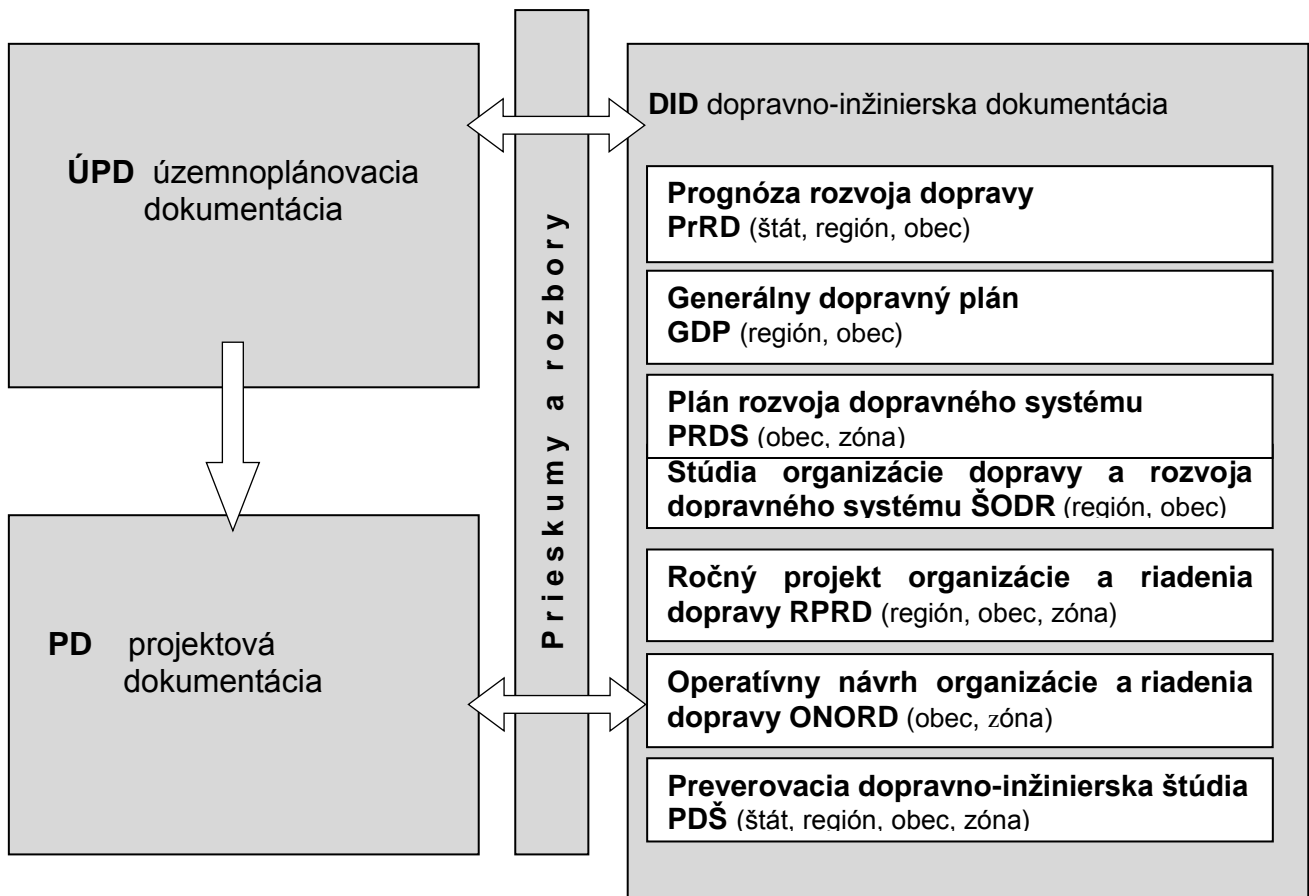 ÚPD územnoplánovacia
dokumentácia
PD projektová
dokumentácia
Prieskumy a rozbory
DID dopravno-inžinierska dokumentácia
Prognóza rozvoja dopravy
PrRD (štát, región, obec)
Generálny dopravný plán
GDP (región, obec)
Plán rozvoja dopravného systému
PRDS (obec, zóna)
Stúdia organizácie dopravy a rozvoja
dopravného systému ŠODR (región, obec)
Ročný projekt organizácie a riadenia
dopravy RPRD (región, obec, zóna)
Operatívny návrh organizácie a riadenia
dopravy ONORD (obec, zóna)
Preverovacia dopravno-inžinierska štúdia
PDŠ (štát, región, obec, zóna)